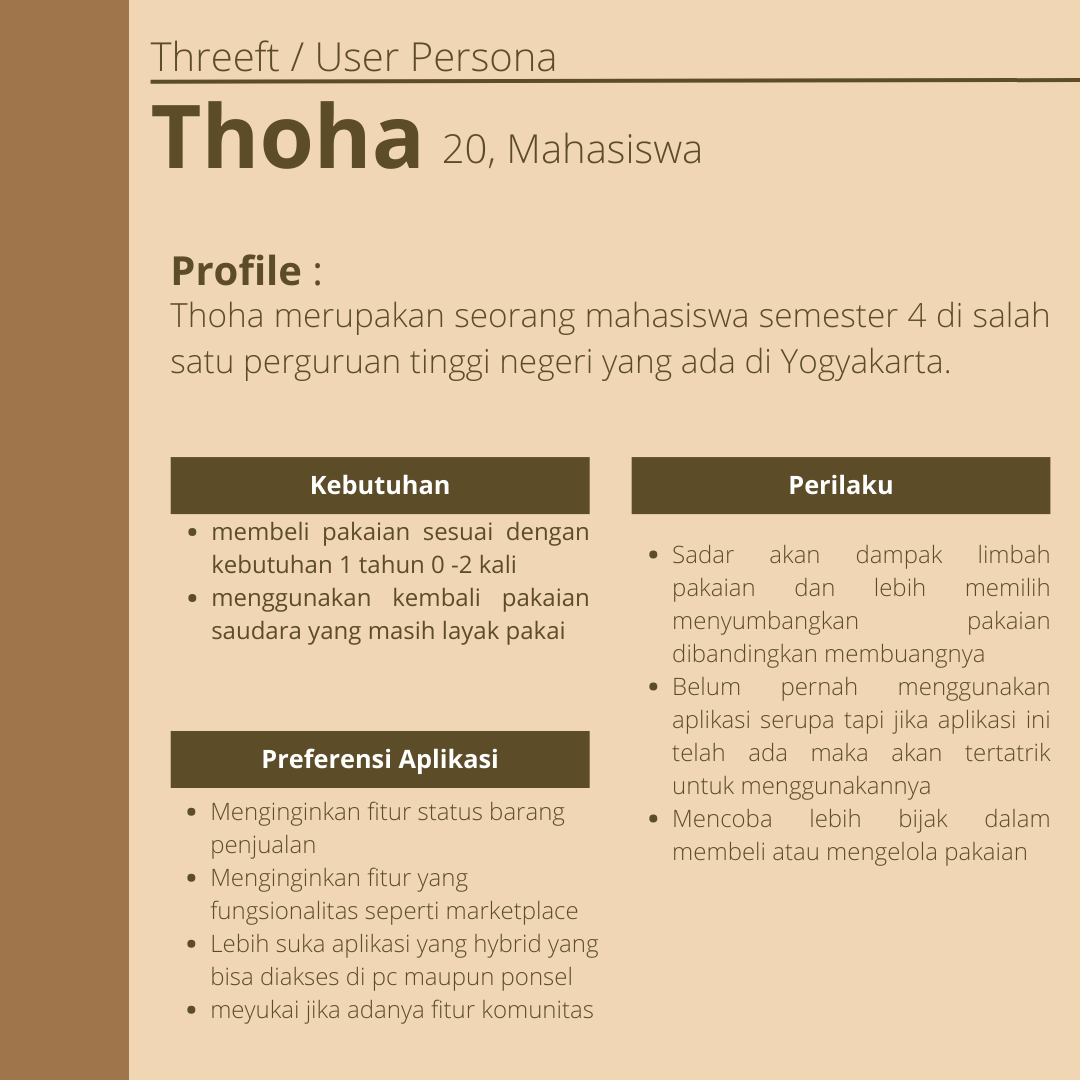 Threeft / User Persona
Thoha 20, Mahasiswa
Profile :
Thoha merupakan seorang mahasiswa semester 4 di salah
satu perguruan tinggi negeri yang ada di Yogyakarta.
Kebutuhan
• membeli pakaian sesuai dengan
kebutuhan 1 tahun 0 -2 kali
• menggunakan kembali pakaian
saudara yang masih layak pakai
Preferensi Aplikasi
• Menginginkan fitur status barang
penjualan
• Menginginkan fitur yang
fungsionalitas seperti marketplace
• Lebih suka aplikasi yang hybrid yang
bisa diakses di pc maupun ponsel
• meyukai jika adanya fitur komunitas
Perilaku
• Sadar akan dampak limbah
pakaian dan lebih memilih
menyumbangkan pakaian
dibandingkan membuangnya
• Belum pernah menggunakan
aplikasi serupa tapi jika aplikasi ini
telah ada maka akan tertatrik
untuk menggunakannya
• Mencoba lebih bijak dalam
membeli atau mengelola pakaian